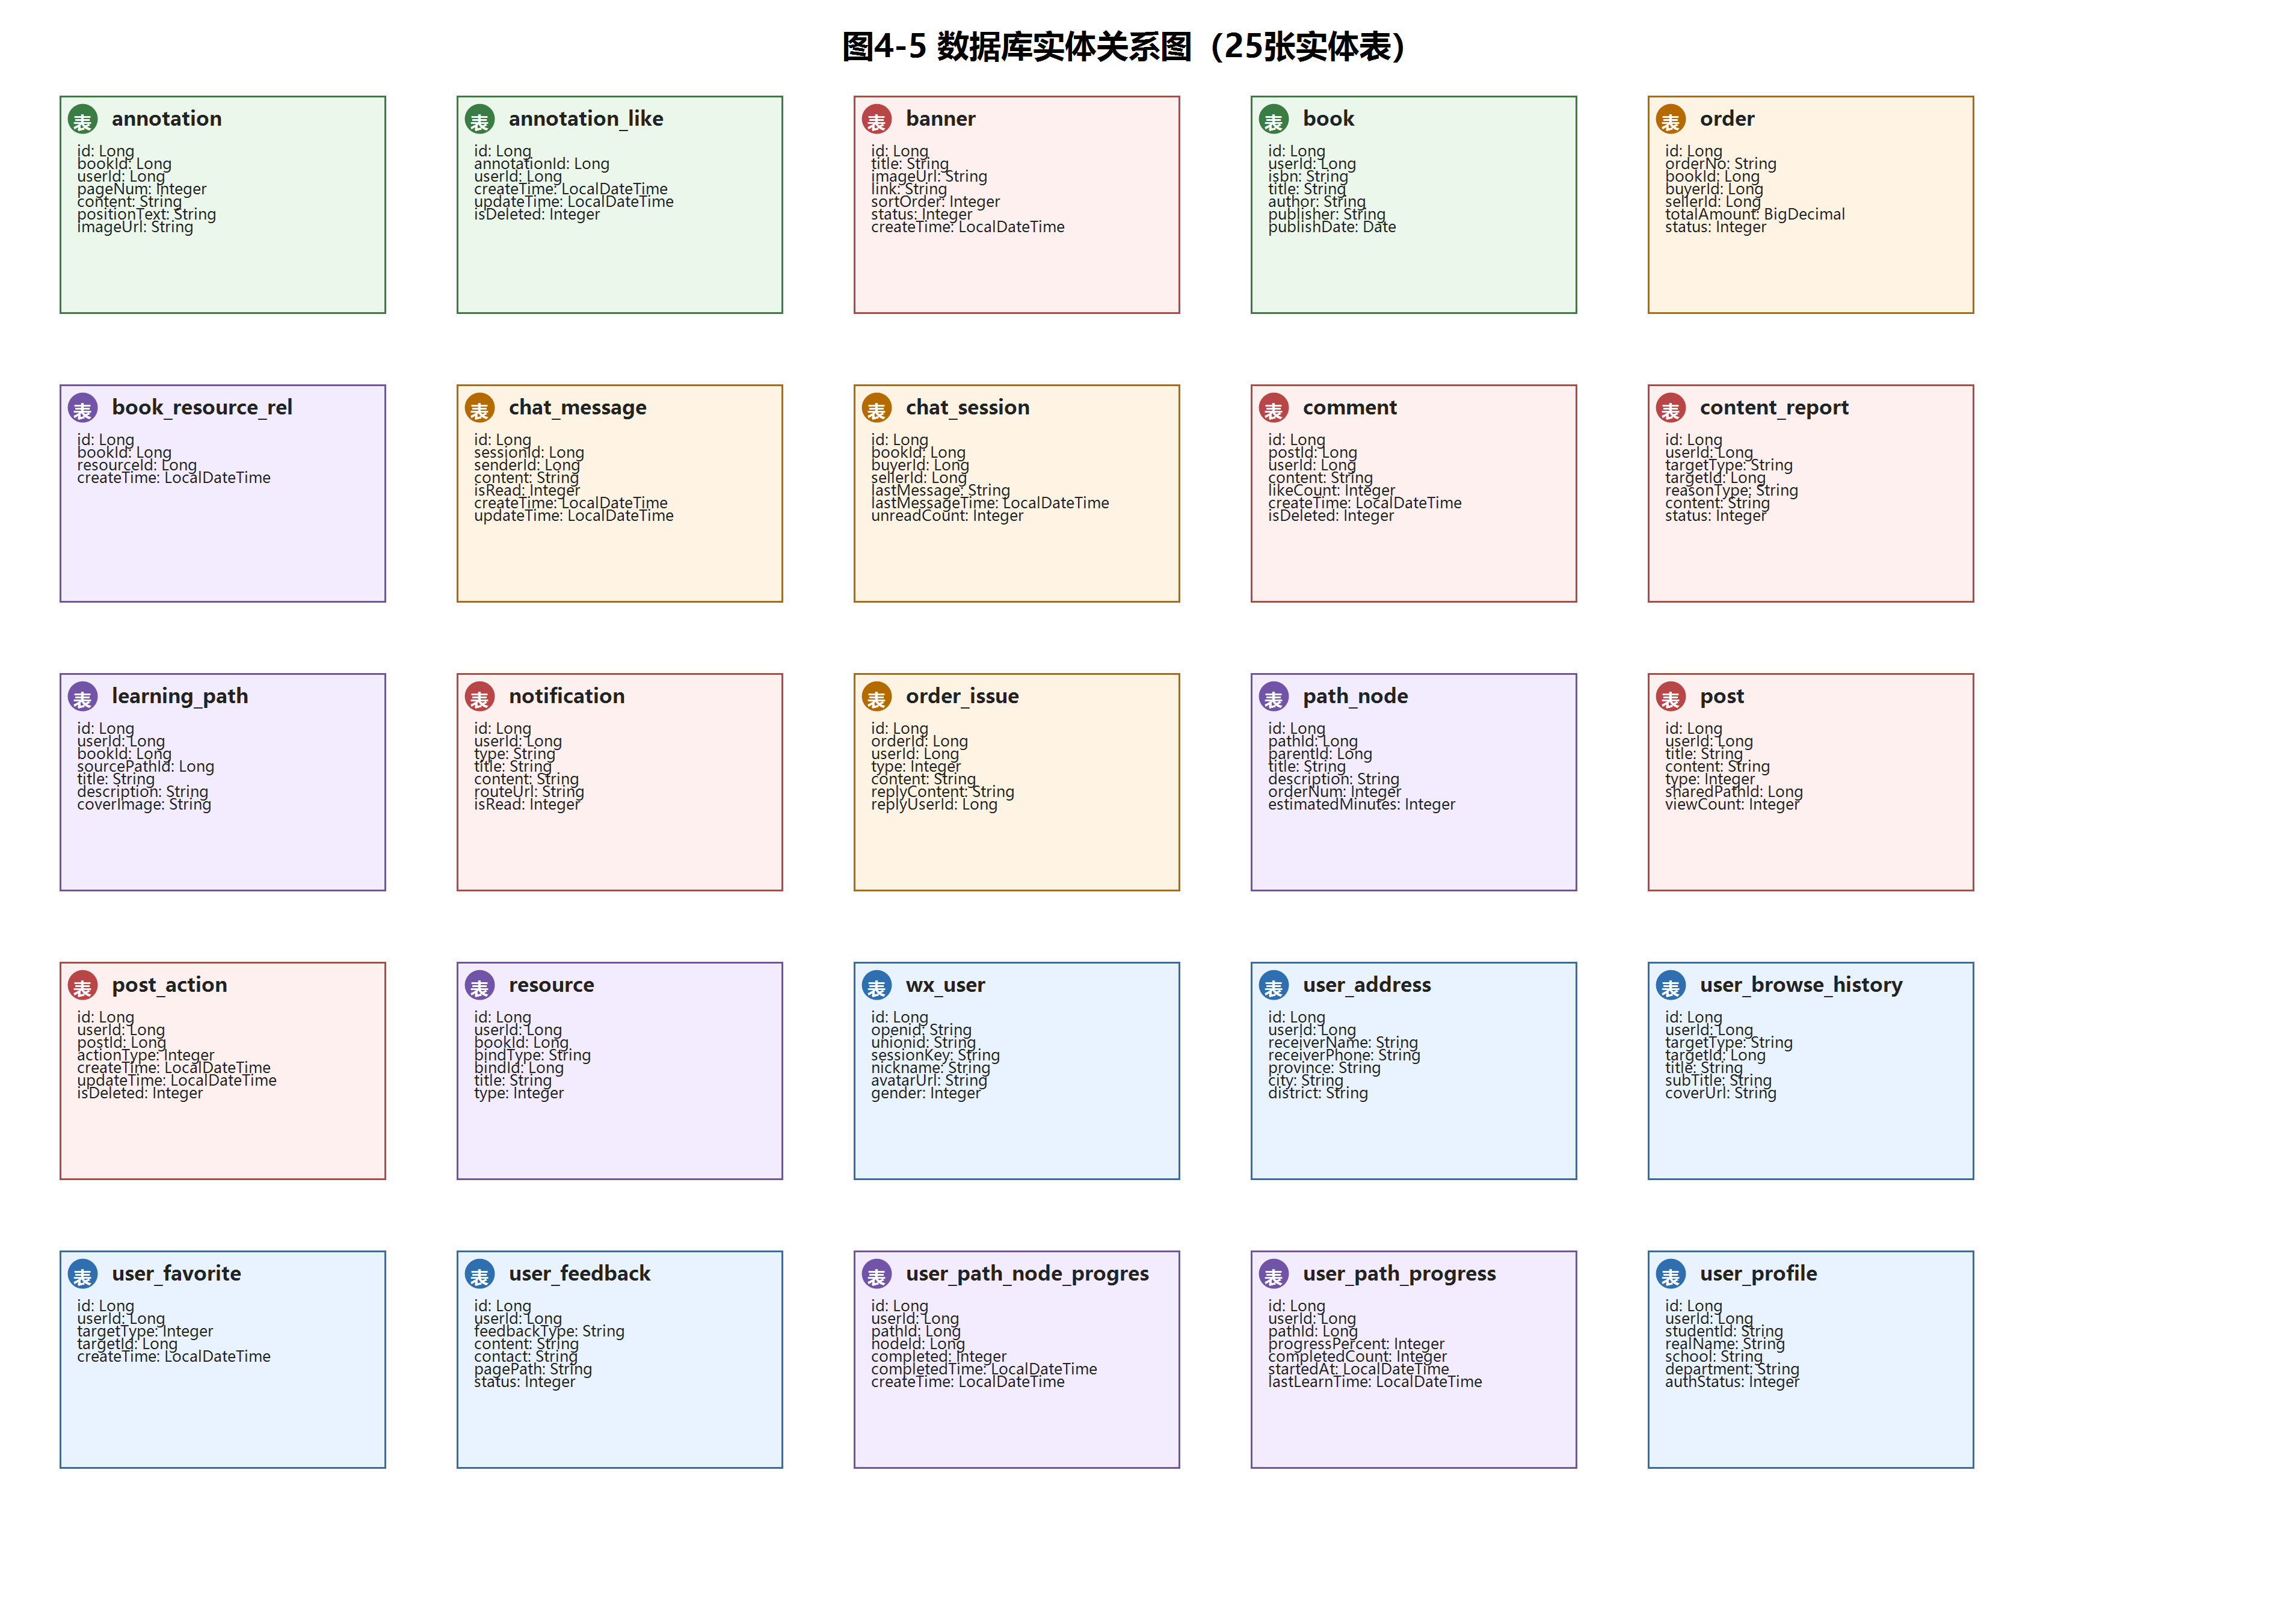 图4-5 数据库实体关系图（25张实体表）
表 annotation
id: Long
bookId: Long
userId: Long
pageNum: Integer
content: String
positionText: String
imageUrl: String
表 annotation_like
id: Long
annotationId: Long
userId: Long
createTime: LocalDateTime
updateTime: LocalDateTime
isDeleted: Integer
表 banner
id: Long
title: String
imageUrl: String
link: String
sortOrder: Integer
status: Integer
createTime: LocalDateTime
表 book
id: Long
userId: Long
isbn: String
title: String
author: String
publisher: String
publishDate: Date
表 order
id: Long
orderNo: String
bookId: Long
buyerId: Long
sellerId: Long
totalAmount: BigDecimal
status: Integer
表 book_resource_rel
id: Long
bookId: Long
resourceId: Long
createTime: LocalDateTime
表 chat_message
id: Long
sessionId: Long
senderId: Long
content: String
isRead: Integer
createTime: LocalDateTime
updateTime: LocalDateTime
表 chat_session
id: Long
bookId: Long
buyerId: Long
sellerId: Long
lastMessage: String
lastMessageTime: LocalDateTime
unreadCount: Integer
表 comment
id: Long
postId: Long
userId: Long
content: String
likeCount: Integer
createTime: LocalDateTime
isDeleted: Integer
表 content_report
id: Long
userId: Long
targetType: String
targetId: Long
reasonType: String
content: String
status: Integer
表 learning_path
id: Long
userId: Long
bookId: Long
sourcePathId: Long
title: String
description: String
coverImage: String
表 notification
id: Long
userId: Long
type: String
title: String
content: String
routeUrl: String
isRead: Integer
表 order_issue
id: Long
orderId: Long
userId: Long
type: Integer
content: String
replyContent: String
replyUserId: Long
表 path_node
id: Long
pathId: Long
parentId: Long
title: String
description: String
orderNum: Integer
estimatedMinutes: Integer
表 post
id: Long
userId: Long
title: String
content: String
type: Integer
sharedPathId: Long
viewCount: Integer
表 post_action
id: Long
userId: Long
postId: Long
actionType: Integer
createTime: LocalDateTime
updateTime: LocalDateTime
isDeleted: Integer
表 resource
id: Long
userId: Long
bookId: Long
bindType: String
bindId: Long
title: String
type: Integer
表 wx_user
id: Long
openid: String
unionid: String
sessionKey: String
nickname: String
avatarUrl: String
gender: Integer
表 user_address
id: Long
userId: Long
receiverName: String
receiverPhone: String
province: String
city: String
district: String
表 user_browse_history
id: Long
userId: Long
targetType: String
targetId: Long
title: String
subTitle: String
coverUrl: String
表 user_favorite
id: Long
userId: Long
targetType: Integer
targetId: Long
createTime: LocalDateTime
表 user_feedback
id: Long
userId: Long
feedbackType: String
content: String
contact: String
pagePath: String
status: Integer
表 user_path_node_progres
id: Long
userId: Long
pathId: Long
nodeId: Long
completed: Integer
completedTime: LocalDateTime
createTime: LocalDateTime
表 user_path_progress
id: Long
userId: Long
pathId: Long
progressPercent: Integer
completedCount: Integer
startedAt: LocalDateTime
lastLearnTime: LocalDateTime
表 user_profile
id: Long
userId: Long
studentId: String
realName: String
school: String
department: String
authStatus: Integer